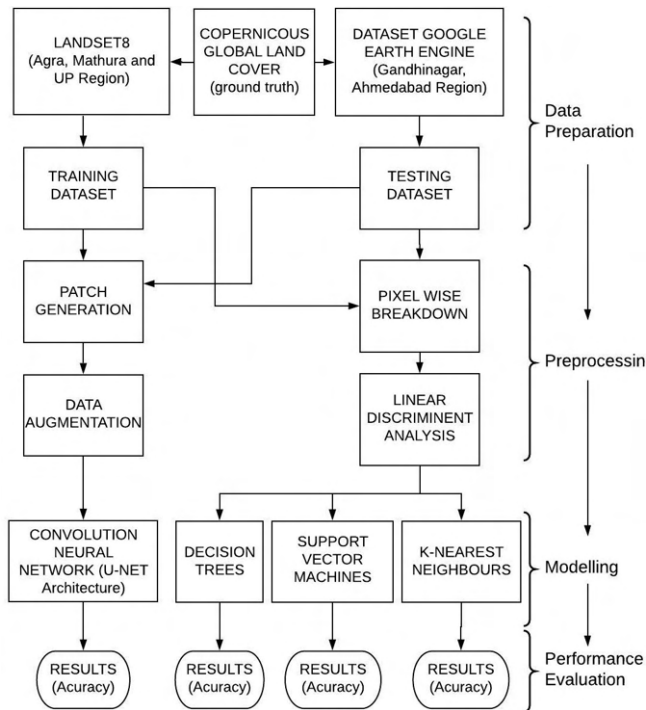 LANDSET8
(Agra, Mathura and
UP Region)
COPERNICOUS
GLOBAL LAND
COVER
(ground truth)
DATASET GOOGLE
EARTH ENGINE
(Gandhinagar,
Ahmedabad Region)
Data
Preparation
TRAINING
DATASET
TESTING
DATASET
PATCH
GENERATION
PIXEL WISE
BREAKDOWN
Preprocessin
DATA
AUGMENTATION
LINEAR
DISCRIMINENT
ANALYSIS
CONVOLUTION
NEURAL
NETWORK (U-NET
Architecture)
DECISION
TREES
SUPPORT
VECTOR
MACHINES
K-NEAREST
NEIGHBOURS
Modelling
RESULTS
(Acuracy)
RESULTS
(Acuracy)
RESULTS
(Acuracy)
RESULTS
(Acuracy)
Performance
Evaluation